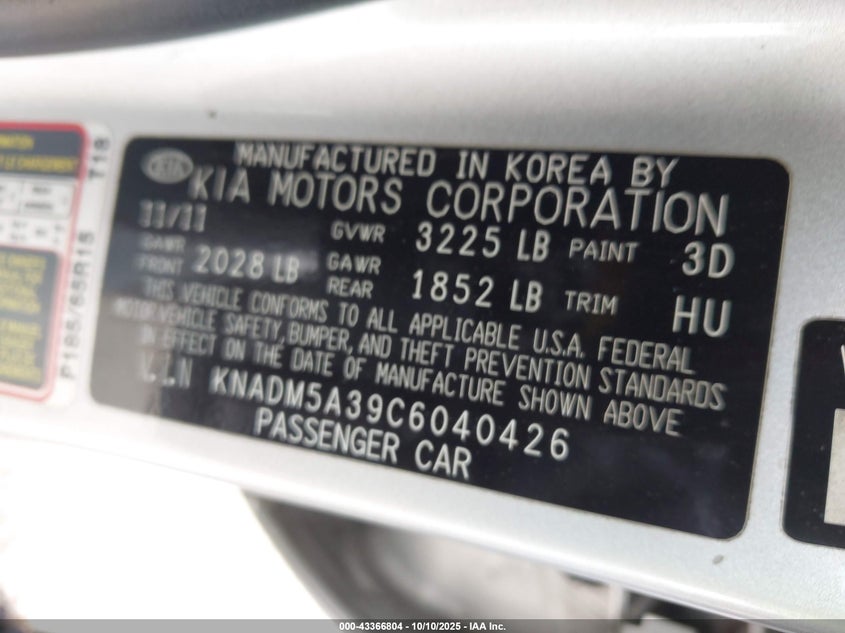 MANUFACTURED IN KOREA BY
KIA
KIA MOTORS CORPORATION
11/11
GVWR 3225 LB PAINT 3D
GAWR FRONT 2028 LB GAWR REAR 1852 LB TRIM HU
THIS VEHICLE CONFORMS TO ALL APPLICABLE U.S.A. FEDERAL
MOTOR VEHICLE SAFETY, BUMPER, AND THEFT PREVENTION STANDARDS
IN EFFECT ON THE DATE OF MANUFACTURE SHOWN ABOVE
V.I.N KNADM5A39C6040426
PASSENGER CAR
P185/65R15 T18
000-43366804 - 10/10/2025 - IAA Inc.